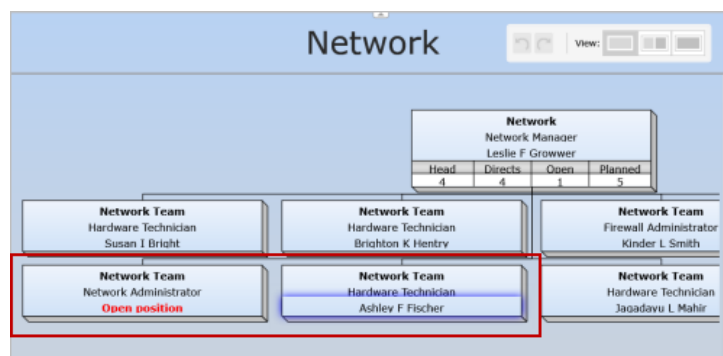 Network
View:
Network
Network Manager
Leslie F Growwer
Head Directs Open Planned
4 4 1 5
Network Team
Hardware Technician
Susan I Bright
Network Team
Hardware Technician
Brighton K Hentry
Network Team
Firewall Administrator
Kinder L Smith
Network Team
Network Administrator
Open position
Network Team
Hardware Technician
Ashley F Fischer
Network Team
Hardware Technician
Jagadayu L Mahir